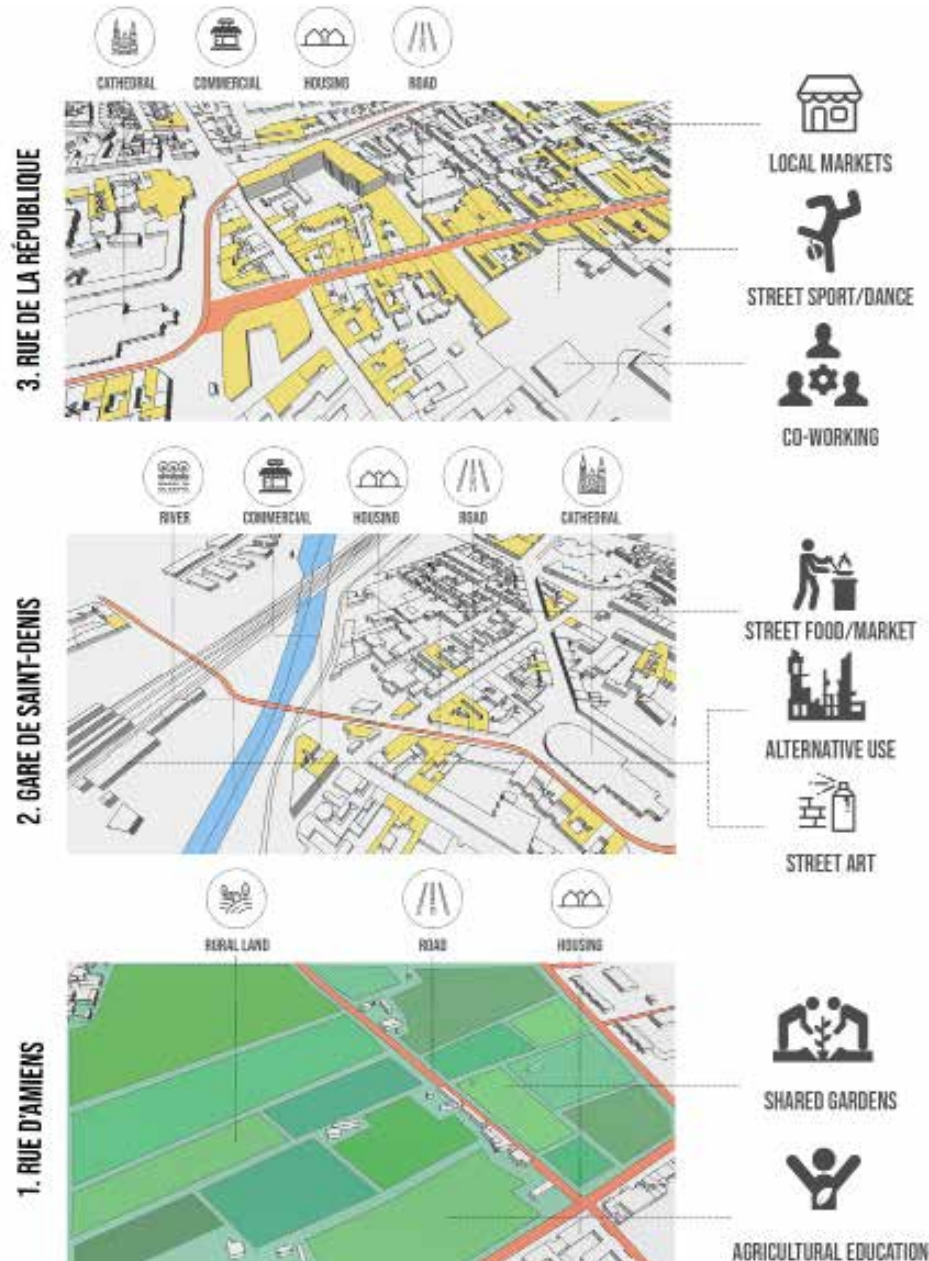 CATHEDRAL
COMMERCIAL
HOUSING
ROAD
3. RUE DE LA RÉPUBLIQUE
LOCAL MARKETS
STREET SPORT/DANCE
CO-WORKING
RIVER
COMMERCIAL
HOUSING
ROAD
CATHEDRAL
2. GARE DE SAINT-DENIS
STREET FOOD/MARKET
ALTERNATIVE USE
STREET ART
RURAL LAND
ROAD
HOUSING
1. RUE D'AMIENS
SHARED GARDENS
AGRICULTURAL EDUCATION